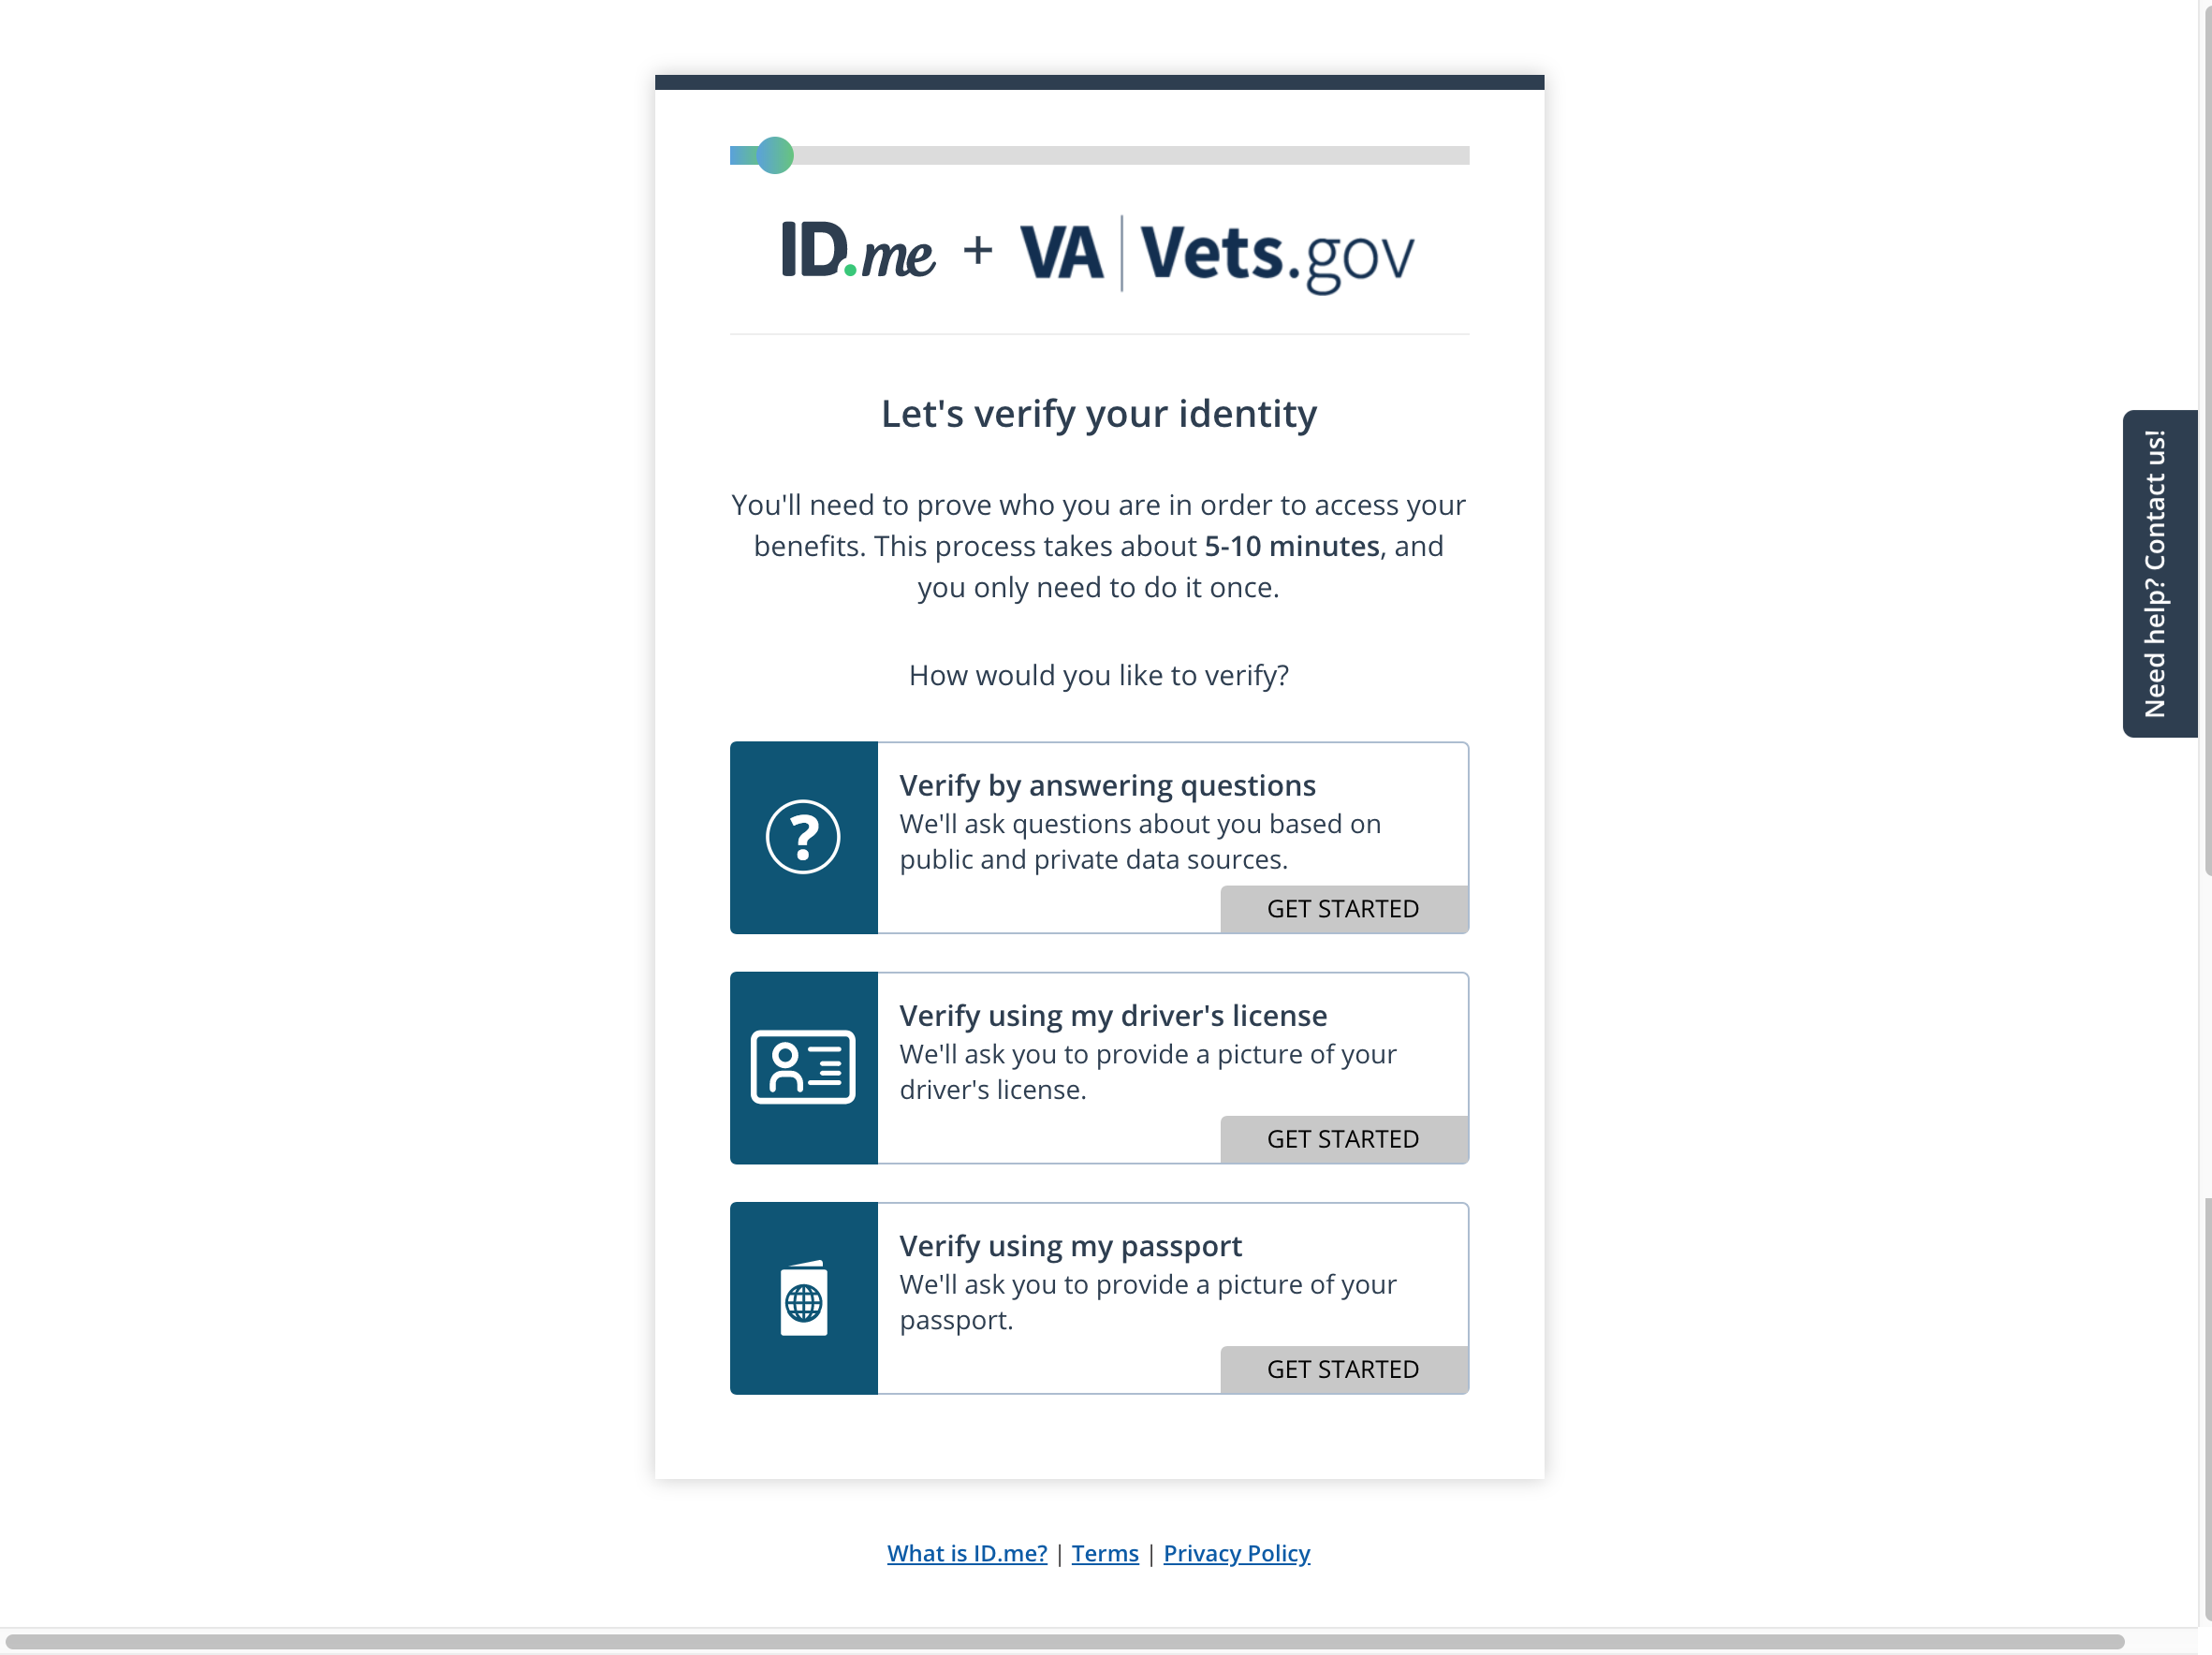 ID.me + VA | Vets.gov
Let's verify your identity
You'll need to prove who you are in order to access your
benefits. This process takes about 5-10 minutes, and
you only need to do it once.
How would you like to verify?
Verify by answering questions
We'll ask questions about you based on
public and private data sources.
GET STARTED
Verify using my driver's license
We'll ask you to provide a picture of your
driver's license.
GET STARTED
Verify using my passport
We'll ask you to provide a picture of your
passport.
GET STARTED
What is ID.me? | Terms | Privacy Policy
Need help? Contact us!